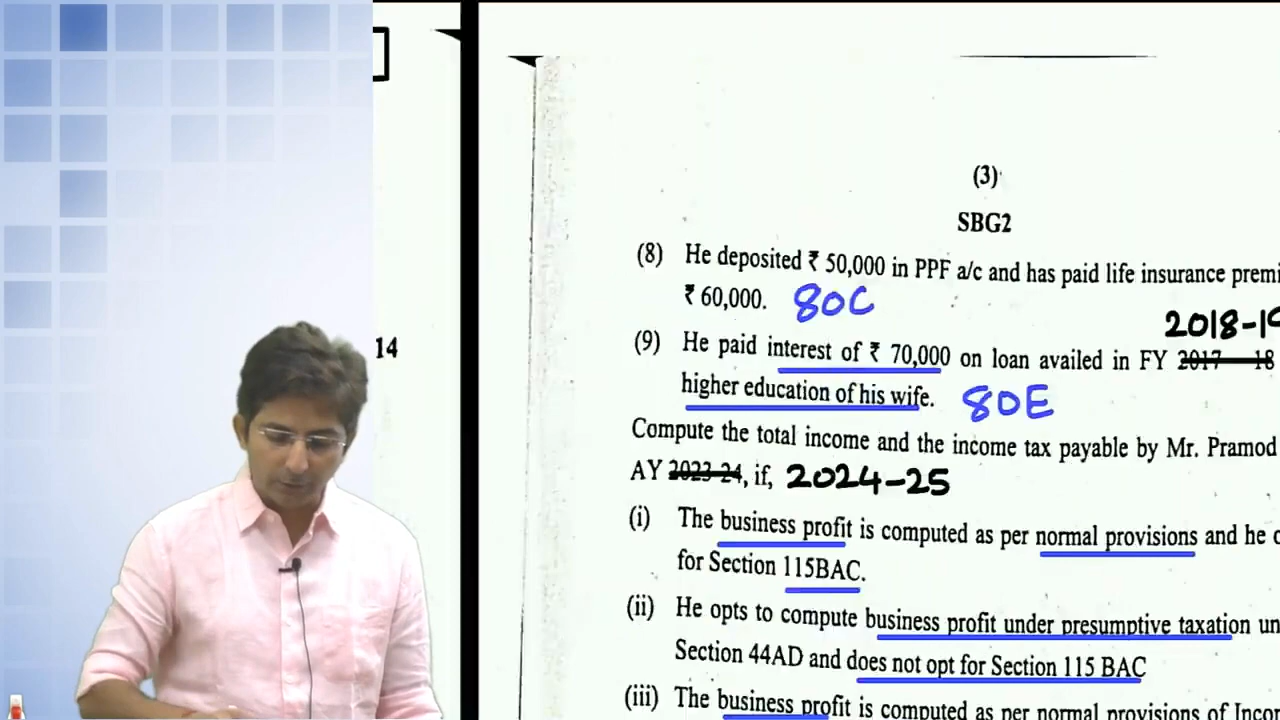 14
(3)
SBG2
(8) He deposited ₹ 50,000 in PPF a/c and has paid life insurance premi
₹ 60,000. 80C
2018-19
(9) He paid interest of ₹ 70,000 on loan availed in FY 2017 18
higher education of his wife. 80E
Compute the total income and the income tax payable by Mr. Pramod
AY 2023-24, if, 2024-25
(i) The business profit is computed as per normal provisions and he o
for Section 115BAC.
(ii) He opts to compute business profit under presumptive taxation un
Section 44AD and does not opt for Section 115 BAC
(iii) The business profit is computed as per normal provisions of Incom